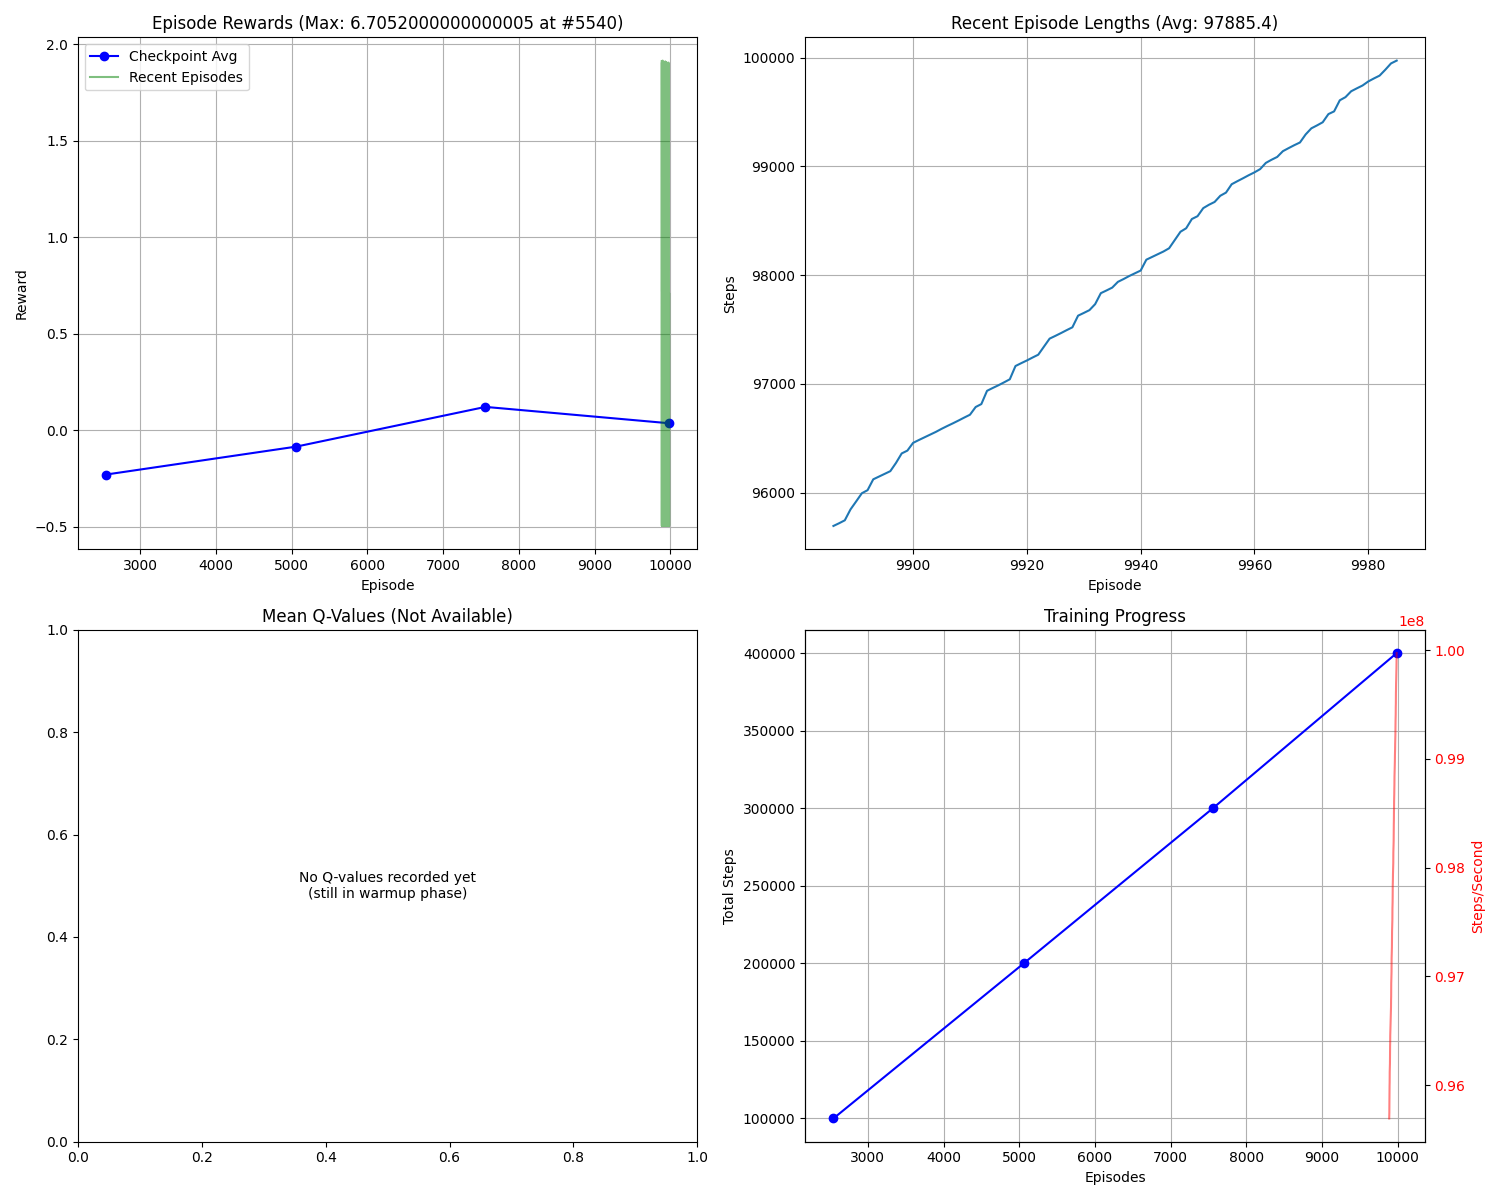 Episode Rewards (Max: 6.7052000000000005 at #5540)
Checkpoint Avg
Recent Episodes
2.0
1.5
1.0
0.5
0.0
−0.5
Reward
3000 4000 5000 6000 7000 8000 9000 10000
Episode
Recent Episode Lengths (Avg: 97885.4)
100000
99000
98000
97000
96000
Steps
9900 9920 9940 9960 9980
Episode
Mean Q-Values (Not Available)
1.0
0.8
0.6
0.4
0.2
0.0
No Q-values recorded yet
(still in warmup phase)
0.0 0.2 0.4 0.6 0.8 1.0
Training Progress
1e8
400000
350000
300000
250000
200000
150000
100000
Total Steps
1.00
0.99
0.98
0.97
0.96
Steps/Second
3000 4000 5000 6000 7000 8000 9000 10000
Episodes